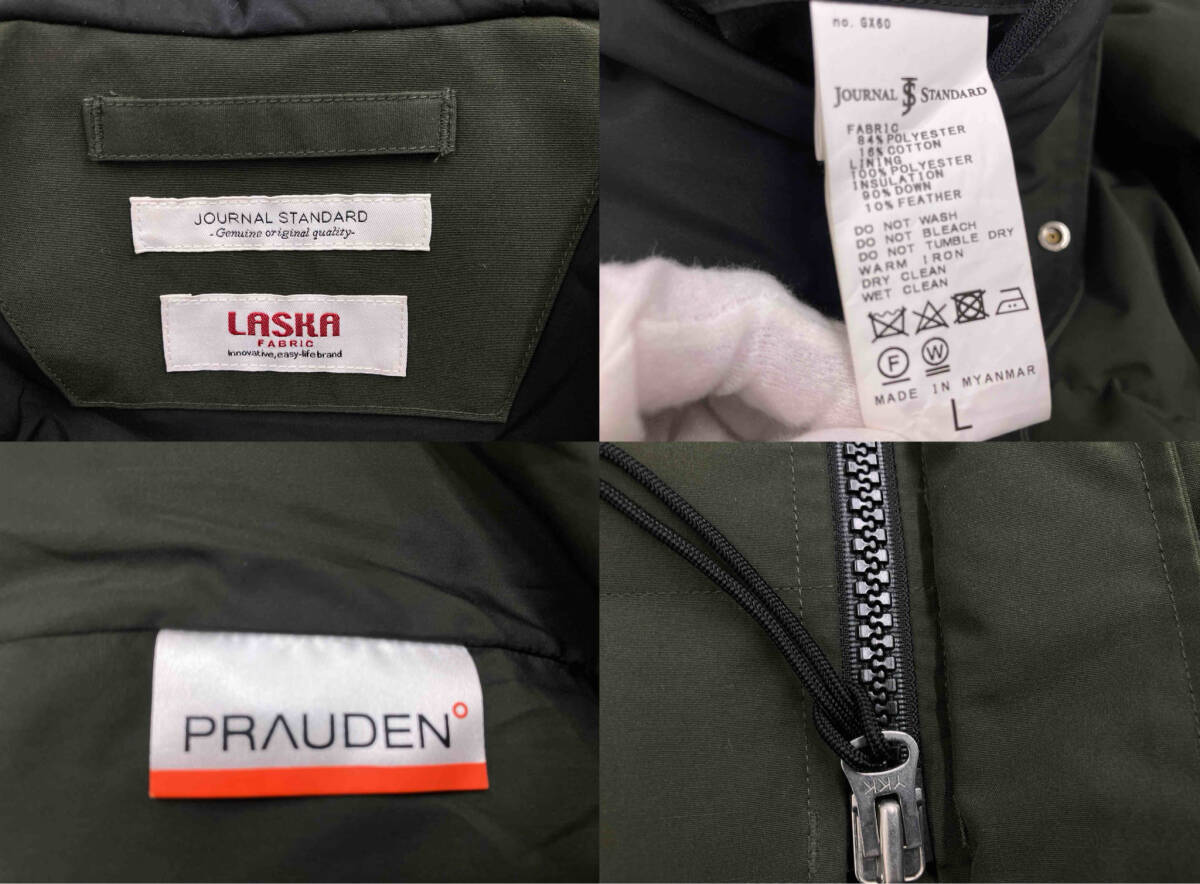 JOURNAL STANDARD
-Genuine original quality-
LASKA
FABRIC
Innovative, easy-life brand
no. GX60
JOURNAL JS STANDARD
FABRIC
84% POLYESTER
16% COTTON
LINING
100% POLYESTER
INSULATION
90% DOWN
10% FEATHER
DO NOT WASH
DO NOT BLEACH
DO NOT TUMBLE DRY
WARM IRON
DRY CLEAN
WET CLEAN
F W
MADE IN MYANMAR
L
PRAUDEN°
YKK